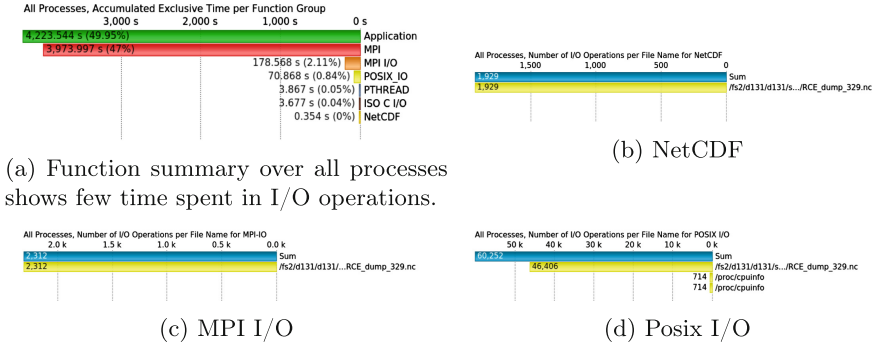 All Processes, Accumulated Exclusive Time per Function Group
3,000 s 2,000 s 1,000 s 0 s
4,223.544 s (49.95%) Application
3,973.997 s (47%) MPI
178.568 s (2.11%) MPI I/O
70.868 s (0.84%) POSIX_IO
3.867 s (0.05%) PTHREAD
3.677 s (0.04%) ISO C I/O
0.354 s (0%) NetCDF
(a) Function summary over all processes
shows few time spent in I/O operations.
All Processes, Number of I/O Operations per File Name for NetCDF
1,500 1,000 500 0
1,929 Sum
1,929 /fs2/d131/d131/s.../RCE_dump_329.nc
(b) NetCDF
All Processes, Number of I/O Operations per File Name for MPI-IO
2.0 k 1.5 k 1.0 k 0.5 k 0.0 k
2,312 Sum
2,312 /fs2/d131/d131/...RCE_dump_329.nc
(c) MPI I/O
All Processes, Number of I/O Operations per File Name for POSIX I/O
50 k 40 k 30 k 20 k 10 k 0 k
60,252 Sum
46,406 /fs2/d131/d131/s.../RCE_dump_329.nc
714 /proc/cpuinfo
714 /proc/cpuinfo
(d) Posix I/O